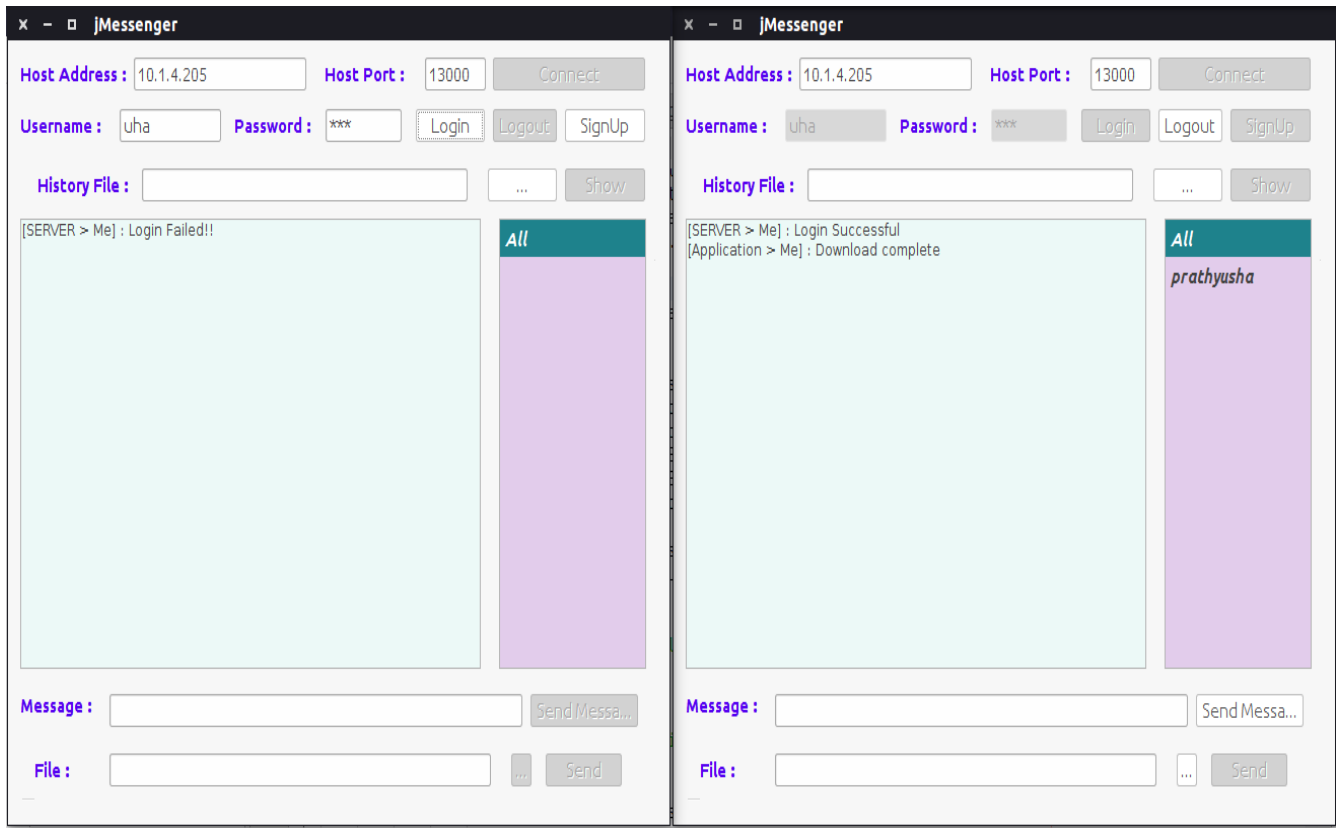 x – □ jMessenger
Host Address : 10.1.4.205 Host Port : 13000 Connect
Username : uha Password : *** Login Logout SignUp
History File : ... Show
[SERVER > Me] : Login Failed!!
All
Message : Send Messa...
File : ... Send
x – □ jMessenger
Host Address : 10.1.4.205 Host Port : 13000 Connect
Username : uha Password : *** Login Logout SignUp
History File : ... Show
[SERVER > Me] : Login Successful
[Application > Me] : Download complete
All
prathyusha
Message : Send Messa...
File : ... Send